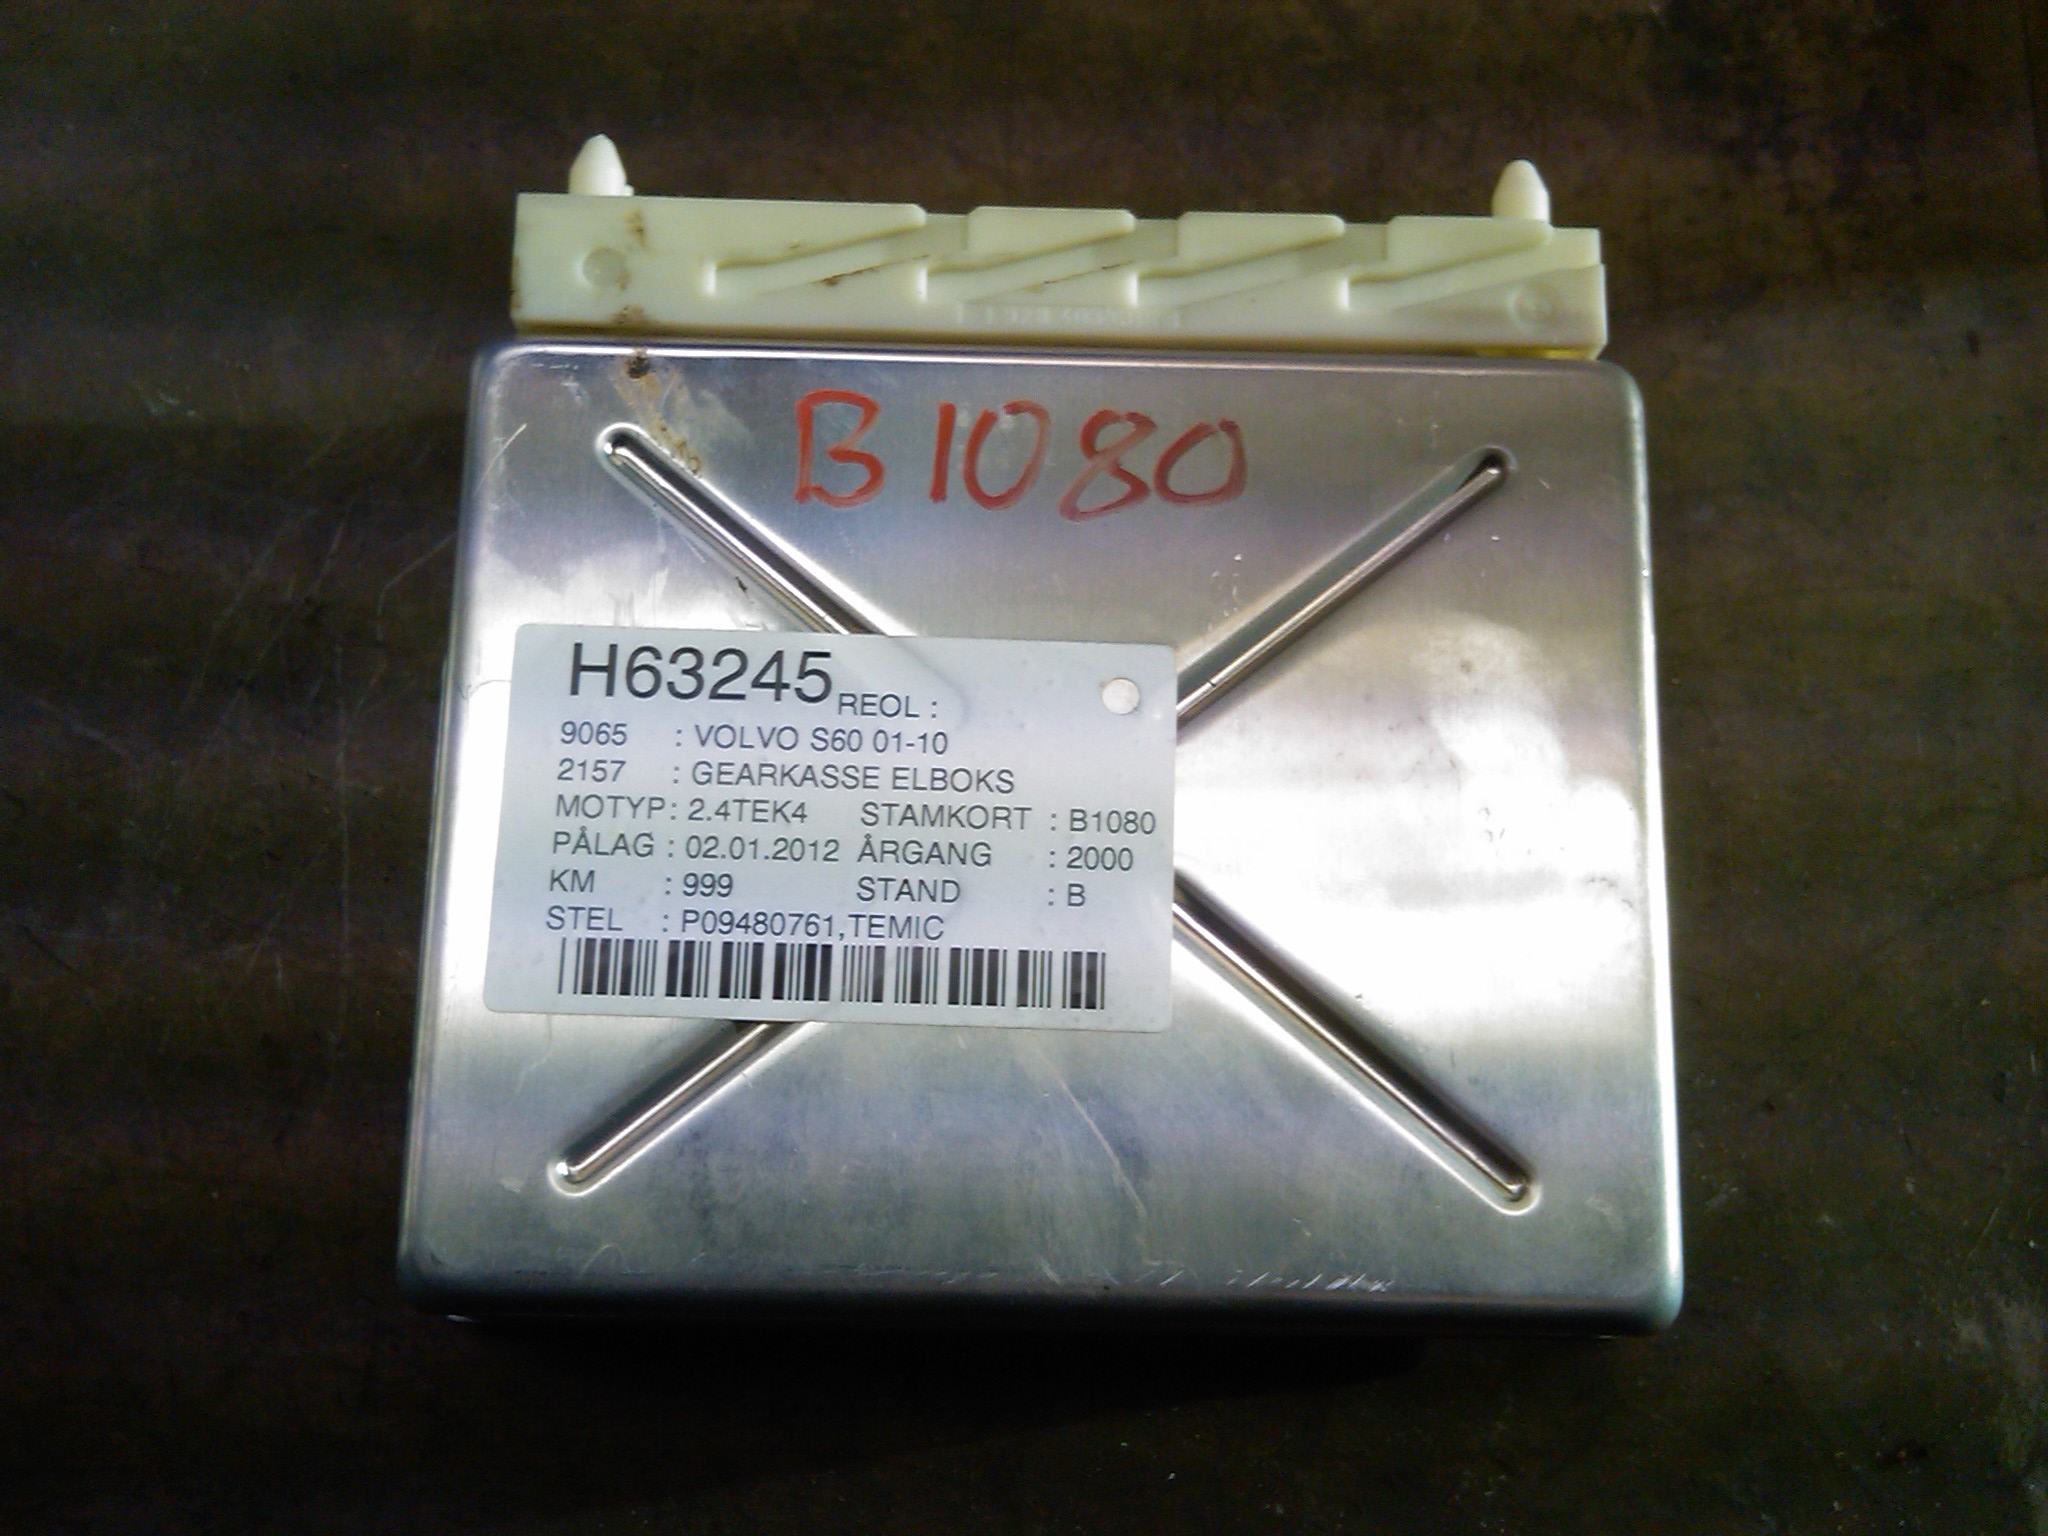 B1080
H63245 REOL :
9065 : VOLVO S60 01-10
2157 : GEARKASSE ELBOKS
MOTYP : 2.4TEK4 STAMKORT : B1080
PÅLAG : 02.01.2012 ÅRGANG : 2000
KM : 999 STAND : B
STEL : P09480761,TEMIC